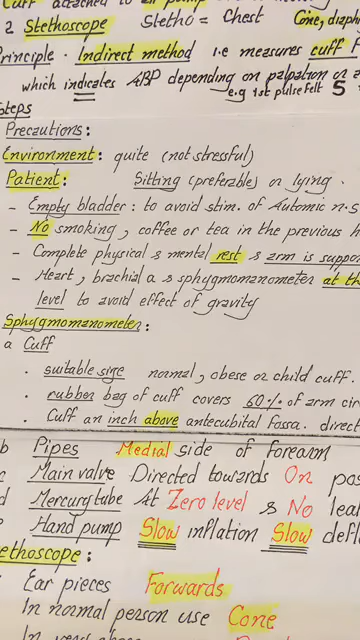 Cuff attached to
2 Stethoscope Stetho = Chest Cone, diaph
Principle . Indirect method i.e measures cuff P
which indicates ABP depending on palpation or a
e.g 1st pulse felt 5
Steps
Precautions:
Environment: quite (not stressful)
Patient: Sitting (preferable) or lying.
- Empty bladder: to avoid stim. of Automic n.s
- No smoking, coffee or tea in the previous h
- Complete physical & mental rest & arm is suppor
- Heart, brachial a & sphygmomanometer at th
level to avoid effect of gravity
Sphygmomanometer:
a Cuff
. suitable size normal, obese or child cuff.
. rubber bag of cuff covers 60% of arm cir
. Cuff an inch above antecubital fossa. direct
b Pipes Medial side of forearm
c Main valve Directed towards On pos
d Mercury tube At Zero level & No lea
e Hand pump Slow inflation Slow defl
ethoscope:
Ear pieces Forwards
In normal person use Cone
In very